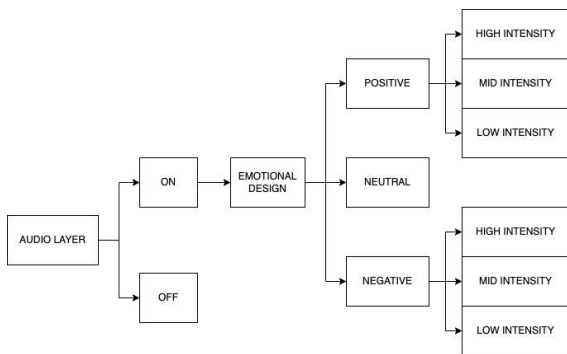 AUDIO LAYER
ON
OFF
EMOTIONAL
DESIGN
POSITIVE
NEUTRAL
NEGATIVE
HIGH INTENSITY
MID INTENSITY
LOW INTENSITY
HIGH INTENSITY
MID INTENSITY
LOW INTENSITY